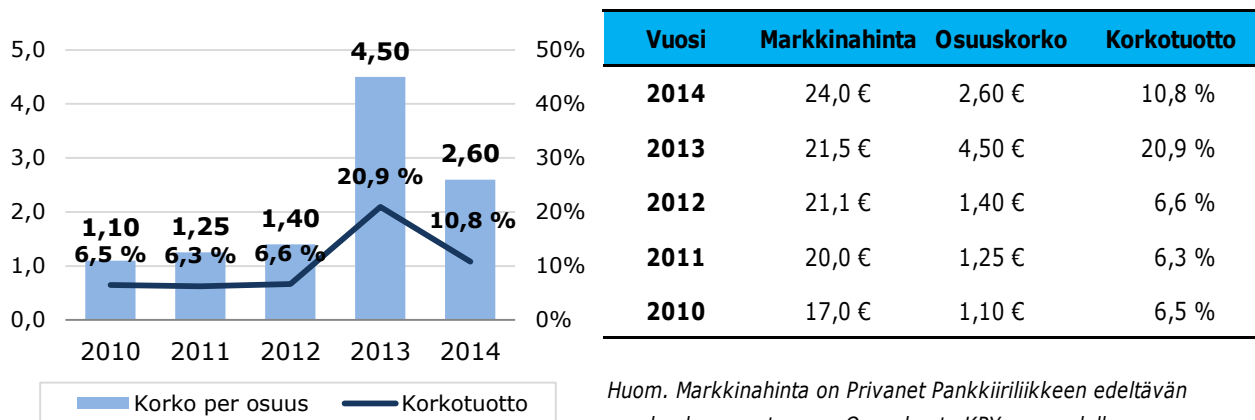 5,0
4,0
3,0
2,0
1,0
0,0
50%
40%
30%
20%
10%
0%
1,10
1,25
1,40
4,50
2,60
6,5 %
6,3 %
6,6 %
20,9 %
10,8 %
2010 2011 2012 2013 2014
Korko per osuus Korkotuotto
Vuosi Markkinahinta Osuuskorko Korkotuotto
2014 24,0 € 2,60 € 10,8 %
2013 21,5 € 4,50 € 20,9 %
2012 21,1 € 1,40 € 6,6 %
2011 20,0 € 1,25 € 6,3 %
2010 17,0 € 1,10 € 6,5 %
Huom. Markkinahinta on Privanet Pankkiiriliikkeen edeltävän